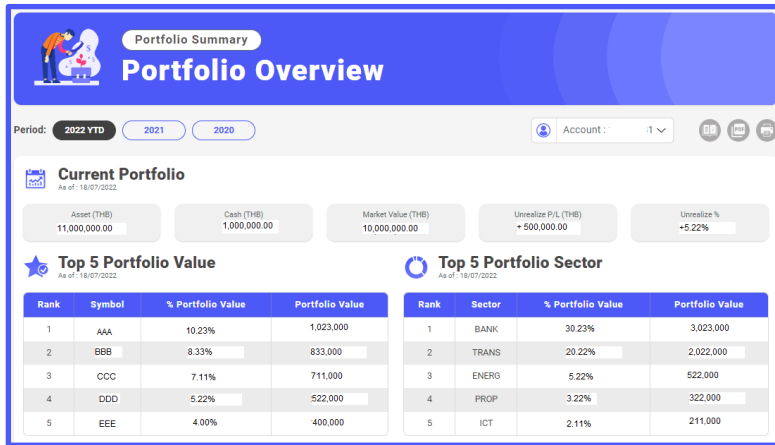 Portfolio Summary
Portfolio Overview
Period: 2022 YTD 2021 2020 Account : 1
Current Portfolio
As of : 18/07/2022
Asset (THB) Cash (THB) Market Value (THB) Unrealize P/L (THB) Unrealize %
11,000,000.00 1,000,000.00 10,000,000.00 + 500,000.00 +5.22%
Top 5 Portfolio Value
As of : 18/07/2022
Rank Symbol % Portfolio Value Portfolio Value
1 AAA 10.23% 1,023,000
2 BBB 8.33% 833,000
3 CCC 7.11% 711,000
4 DDD 5.22% 522,000
5 EEE 4.00% 400,000
Top 5 Portfolio Sector
As of : 18/07/2022
Rank Sector % Portfolio Value Portfolio Value
1 BANK 30.23% 3,023,000
2 TRANS 20.22% 2,022,000
3 ENERG 5.22% 522,000
4 PROP 3.22% 322,000
5 ICT 2.11% 211,000
PDF